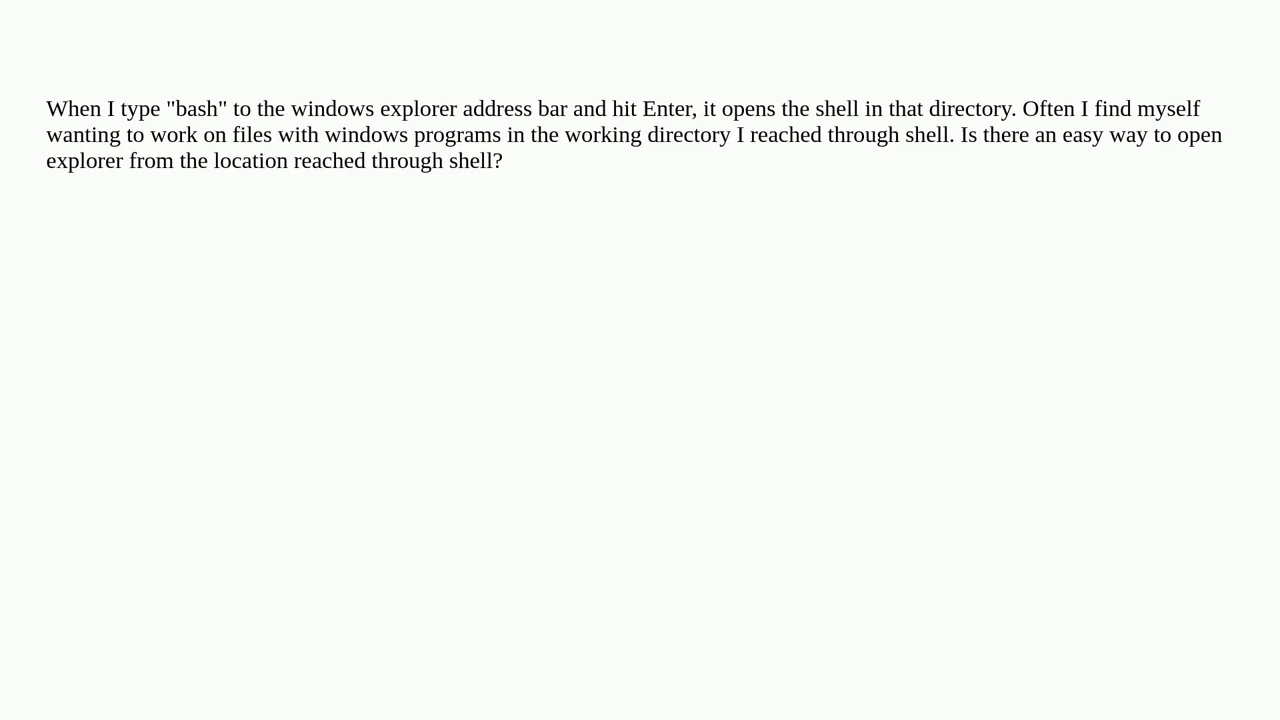 When I type "bash" to the windows explorer address bar and hit Enter, it opens the shell in that directory. Often I find myself
wanting to work on files with windows programs in the working directory I reached through shell. Is there an easy way to open
explorer from the location reached through shell?